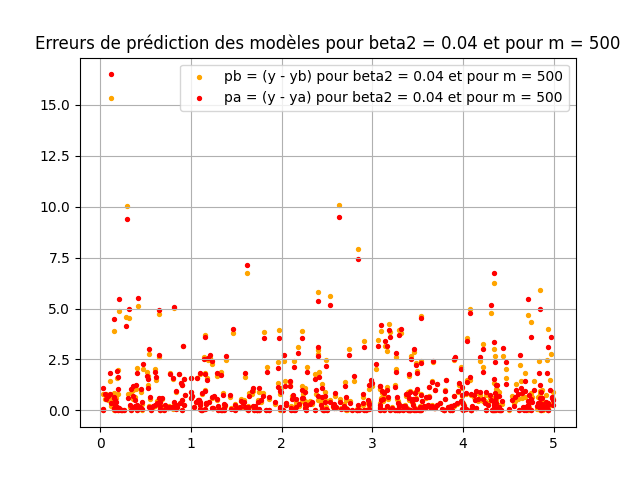 Erreurs de prédiction des modèles pour beta2 = 0.04 et pour m = 500
pb = (y - yb) pour beta2 = 0.04 et pour m = 500
pa = (y - ya) pour beta2 = 0.04 et pour m = 500
15.0
12.5
10.0
7.5
5.0
2.5
0.0
0 1 2 3 4 5